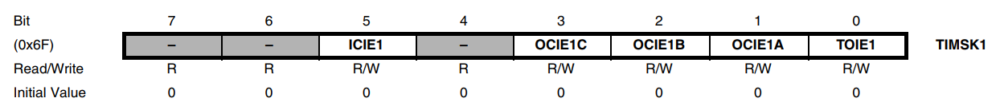 Bit 7 6 5 4 3 2 1 0
(0x6F) – – ICIE1 – OCIE1C OCIE1B OCIE1A TOIE1 TIMSK1
Read/Write R R R/W R R/W R/W R/W R/W
Initial Value 0 0 0 0 0 0 0 0